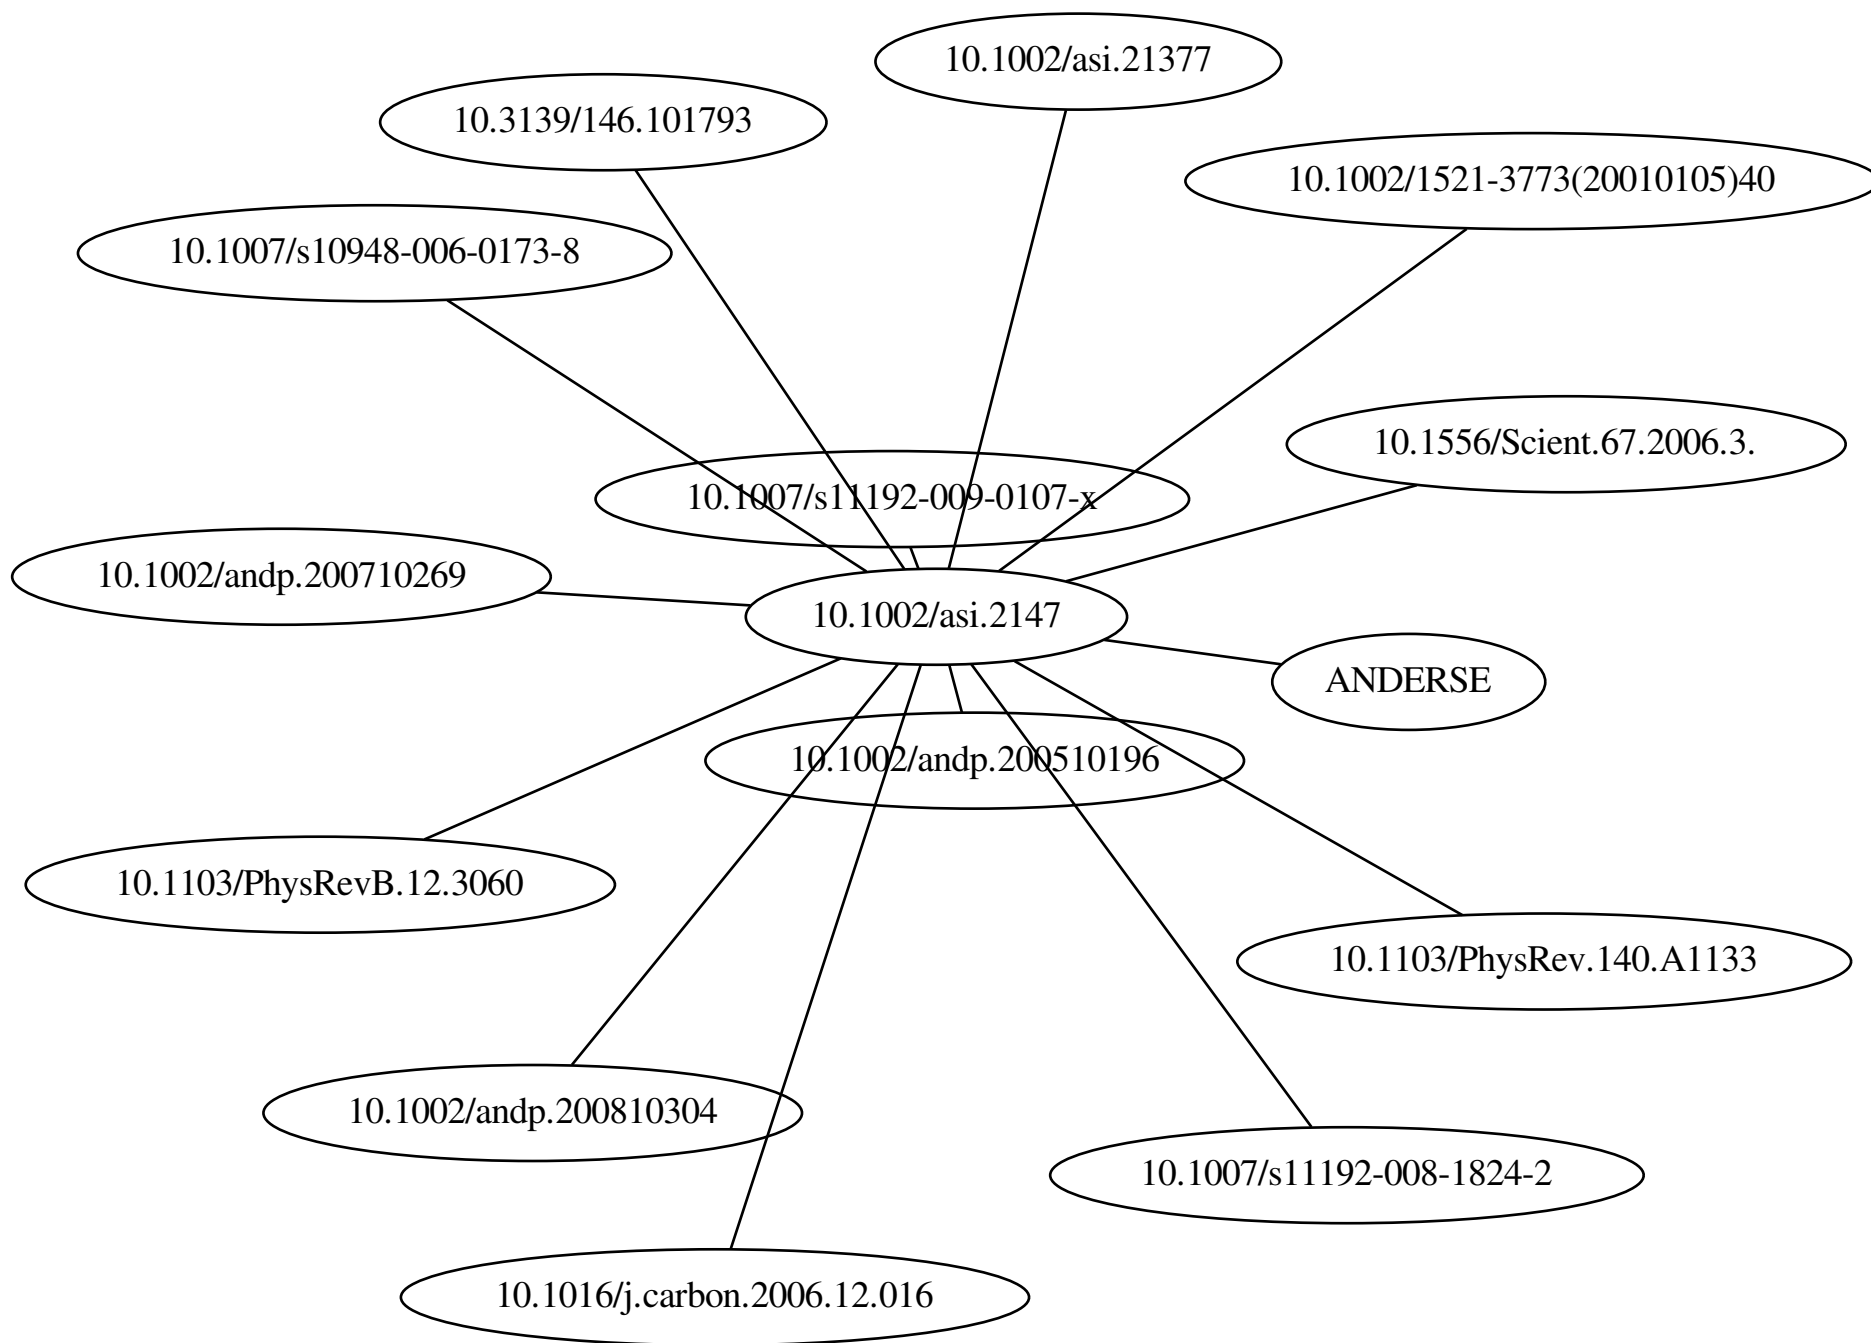 10.1002/asi.21377
10.3139/146.101793
10.1002/1521-3773(20010105)40
10.1007/s10948-006-0173-8
10.1556/Scient.67.2006.3.
10.1007/s11192-009-0107-x
10.1002/andp.200710269
10.1002/asi.2147
ANDERSE
10.1002/andp.200510196
10.1103/PhysRevB.12.3060
10.1103/PhysRev.140.A1133
10.1002/andp.200810304
10.1007/s11192-008-1824-2
10.1016/j.carbon.2006.12.016